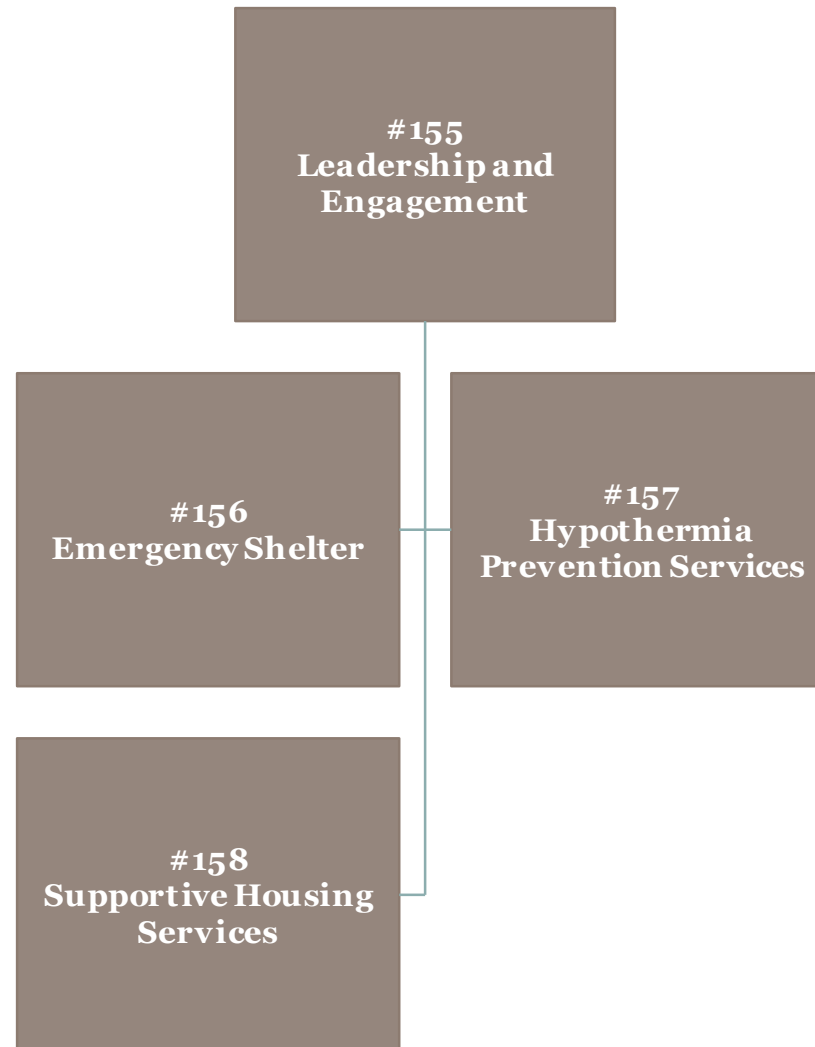 #155
Leadership and
Engagement
#156
Emergency Shelter
#157
Hypothermia
Prevention Services
#158
Supportive Housing
Services